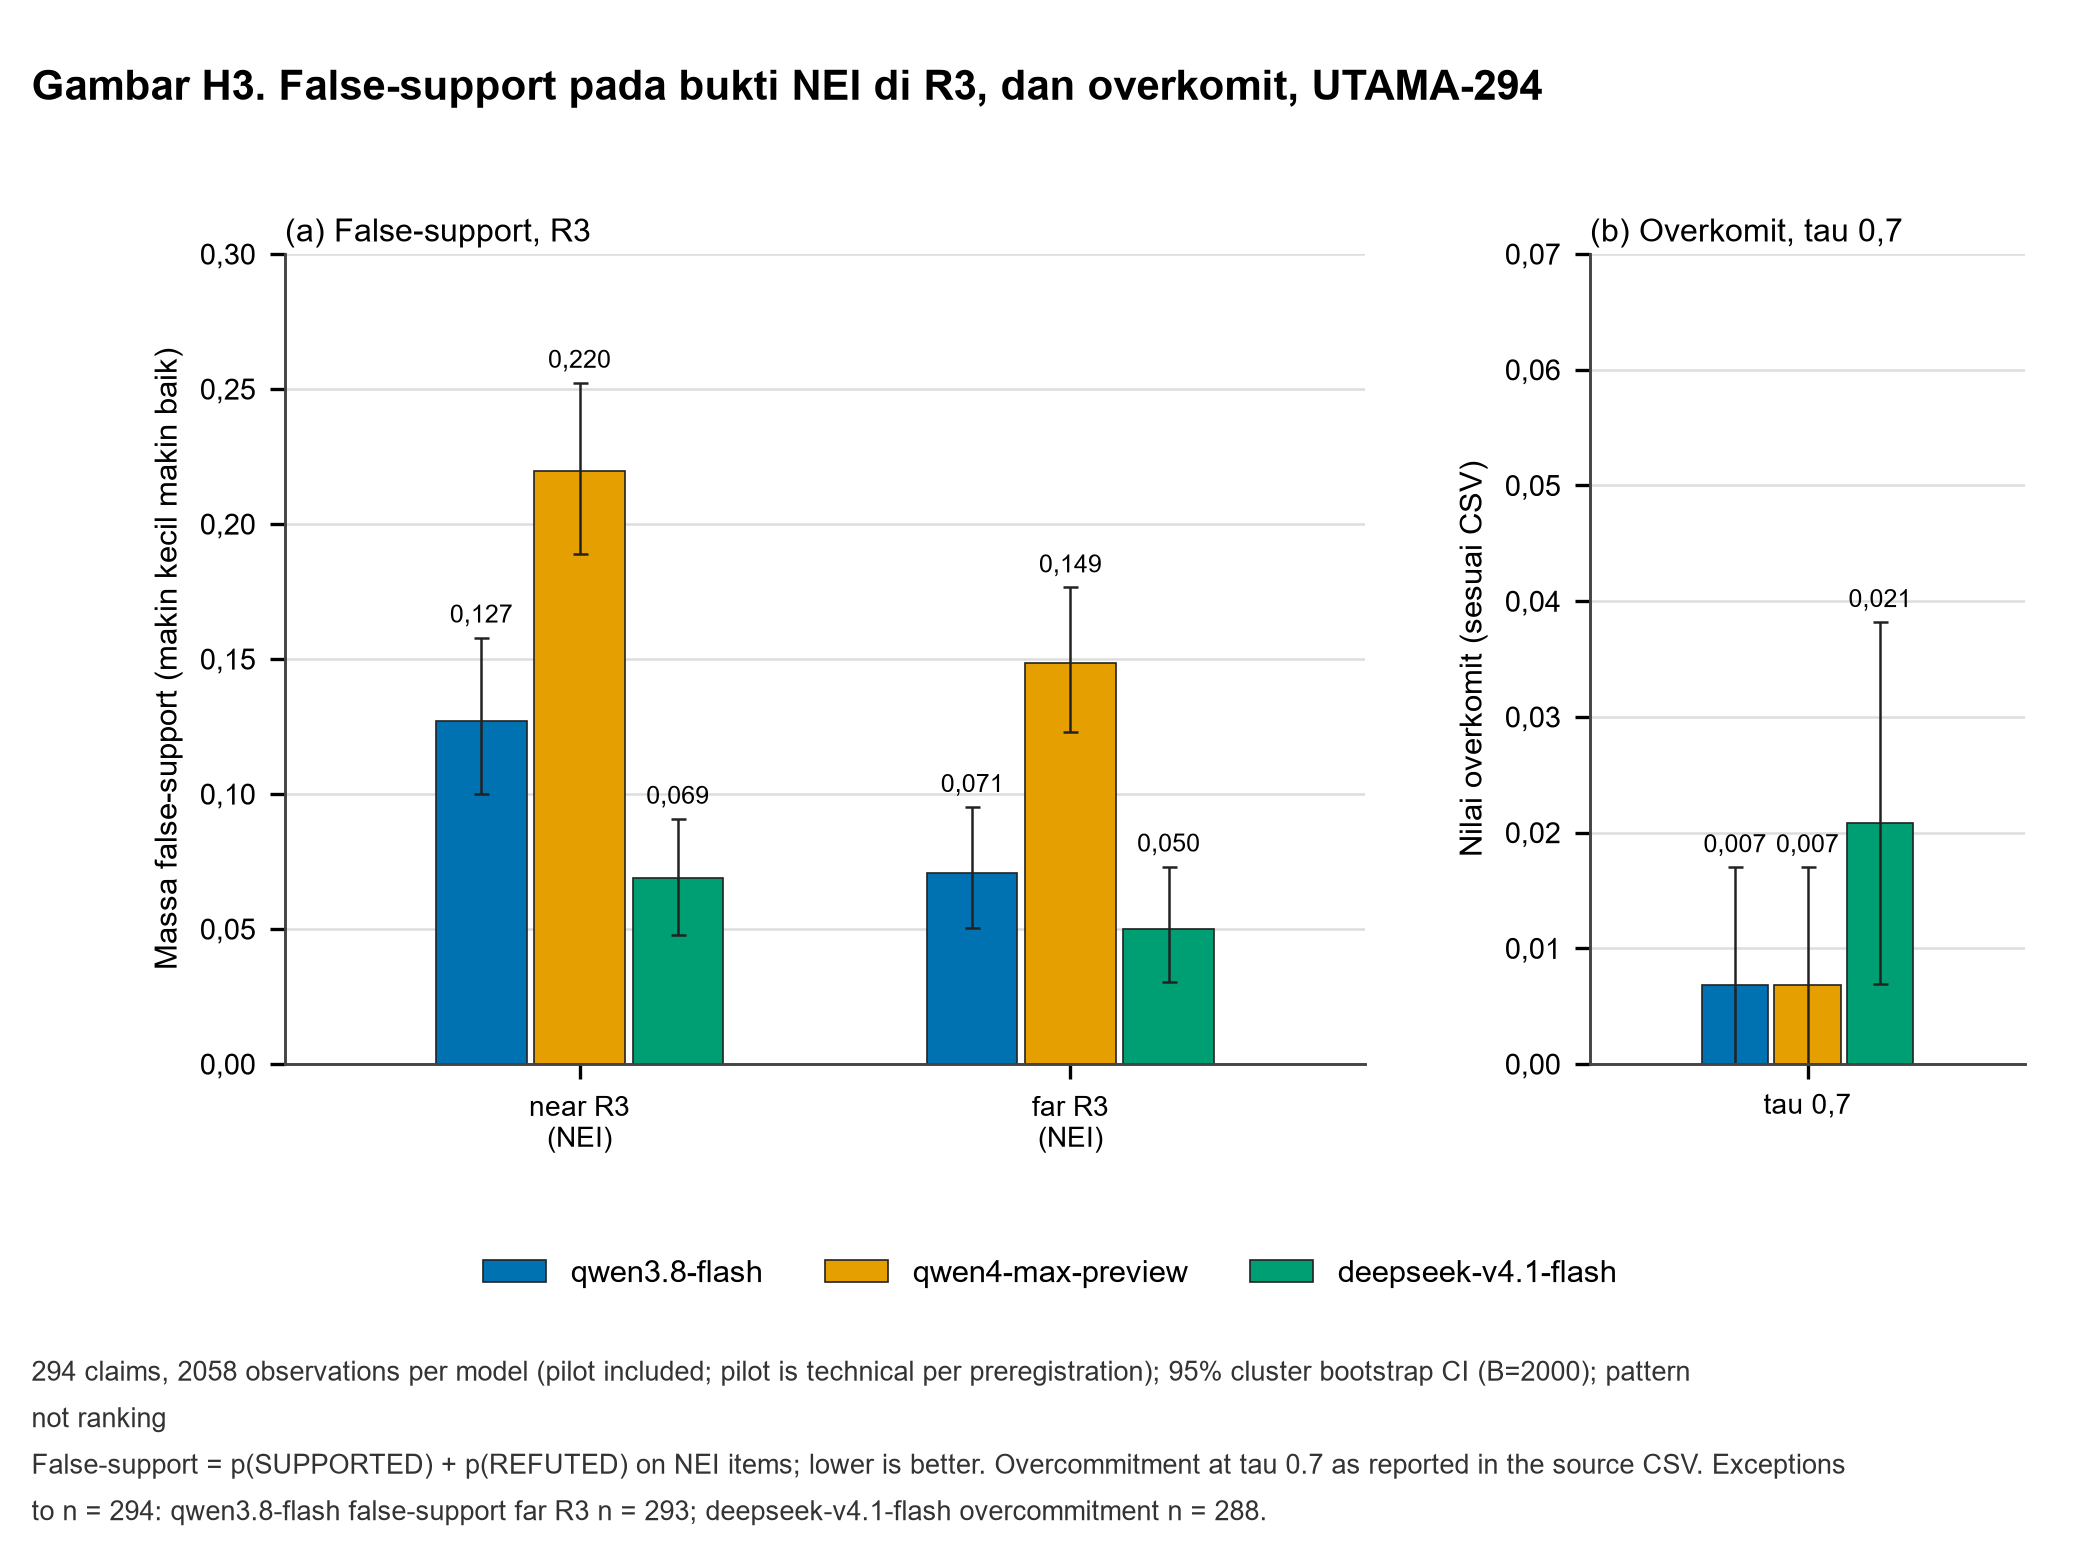 Gambar H3. False-support pada bukti NEI di R3, dan overkomit, UTAMA-294
(a) False-support, R3
Massa false-support (makin kecil makin baik)
0,30
0,25
0,20
0,15
0,10
0,05
0,00
0,127
0,220
0,069
0,071
0,149
0,050
near R3
(NEI)
far R3
(NEI)
(b) Overkomit, tau 0,7
Nilai overkomit (sesuai CSV)
0,07
0,06
0,05
0,04
0,03
0,02
0,01
0,00
0,007
0,007
0,021
tau 0,7
qwen3.8-flash
qwen4-max-preview
deepseek-v4.1-flash
294 claims, 2058 observations per model (pilot included; pilot is technical per preregistration); 95% cluster bootstrap CI (B=2000); pattern
not ranking
False-support = p(SUPPORTED) + p(REFUTED) on NEI items; lower is better. Overcommitment at tau 0.7 as reported in the source CSV. Exceptions
to n = 294: qwen3.8-flash false-support far R3 n = 293; deepseek-v4.1-flash overcommitment n = 288.